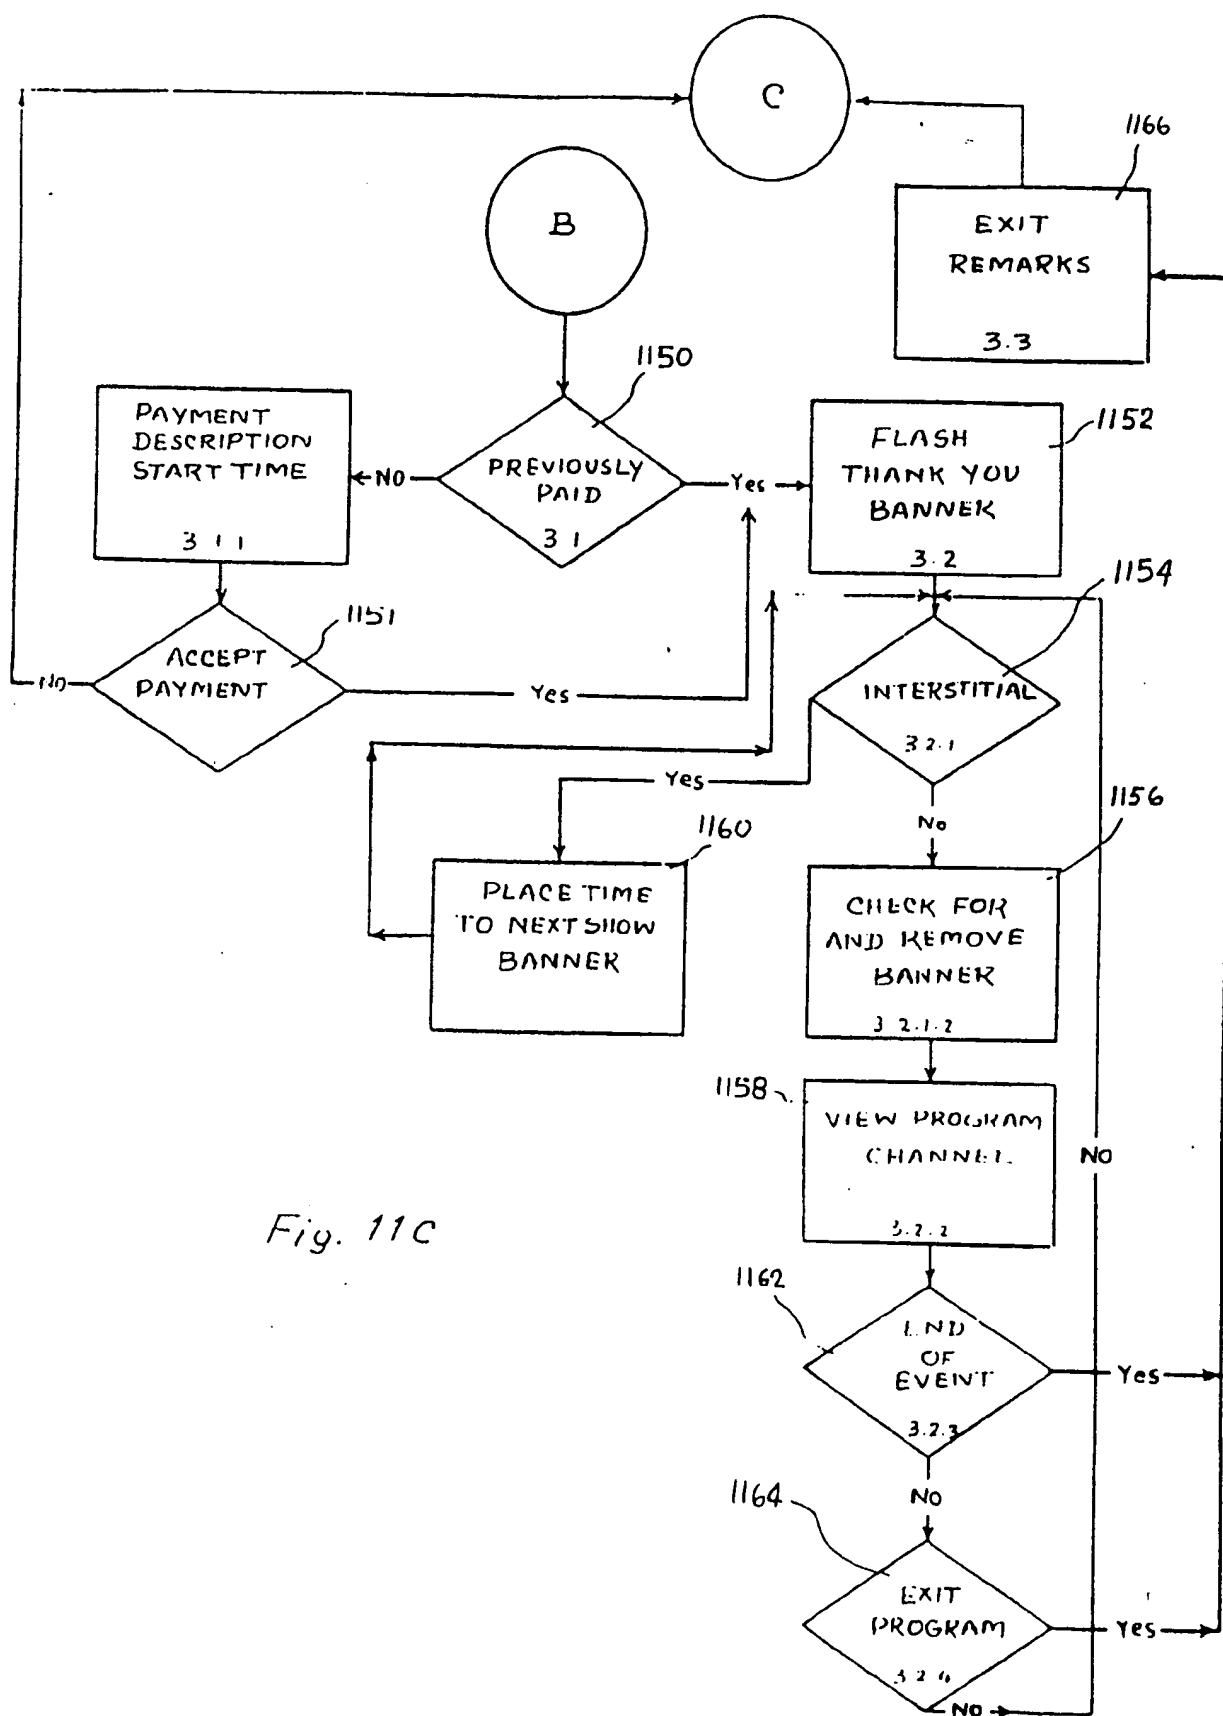 C
1166
EXIT
REMARKS
3.3
B
1150
PREVIOUSLY
PAID
3 1
NO
Yes
PAYMENT
DESCRIPTION
START TIME
3 1 1
1152
FLASH
THANK YOU
BANNER
3.2
1151
ACCEPT
PAYMENT
No
Yes
1154
INTERSTITIAL
3 2 . 1
Yes
No
1160
PLACE TIME
TO NEXT SHOW
BANNER
1156
CHECK FOR
AND REMOVE
BANNER
3 2 . 1 . 2
1158
VIEW PROGRAM
CHANNEL
3 . 2 . 2
NO
Fig. 11C
1162
END
OF
EVENT
3.2.3
Yes
NO
1164
EXIT
PROGRAM
3 2 4
Yes
NO